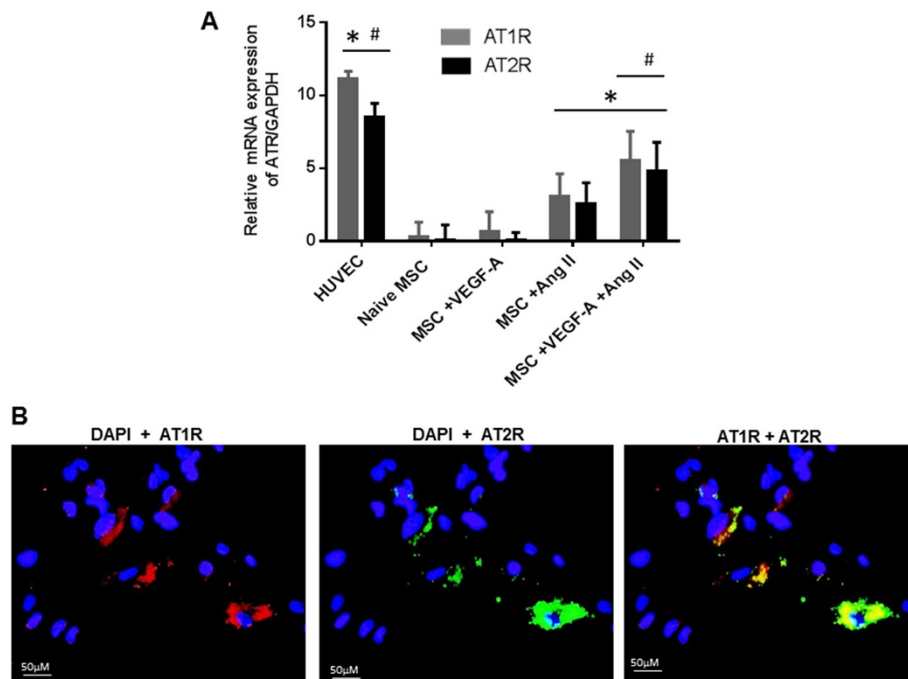 A
Relative mRNA expression
of ATR/GAPDH
15
10
5
0
* #
AT1R
AT2R
#
*
HUVEC
Naive MSC
MSC +VEGF-A
MSC +Ang II
MSC +VEGF-A +Ang II
B
DAPI + AT1R
DAPI + AT2R
AT1R + AT2R
50μM
50μM
50μM